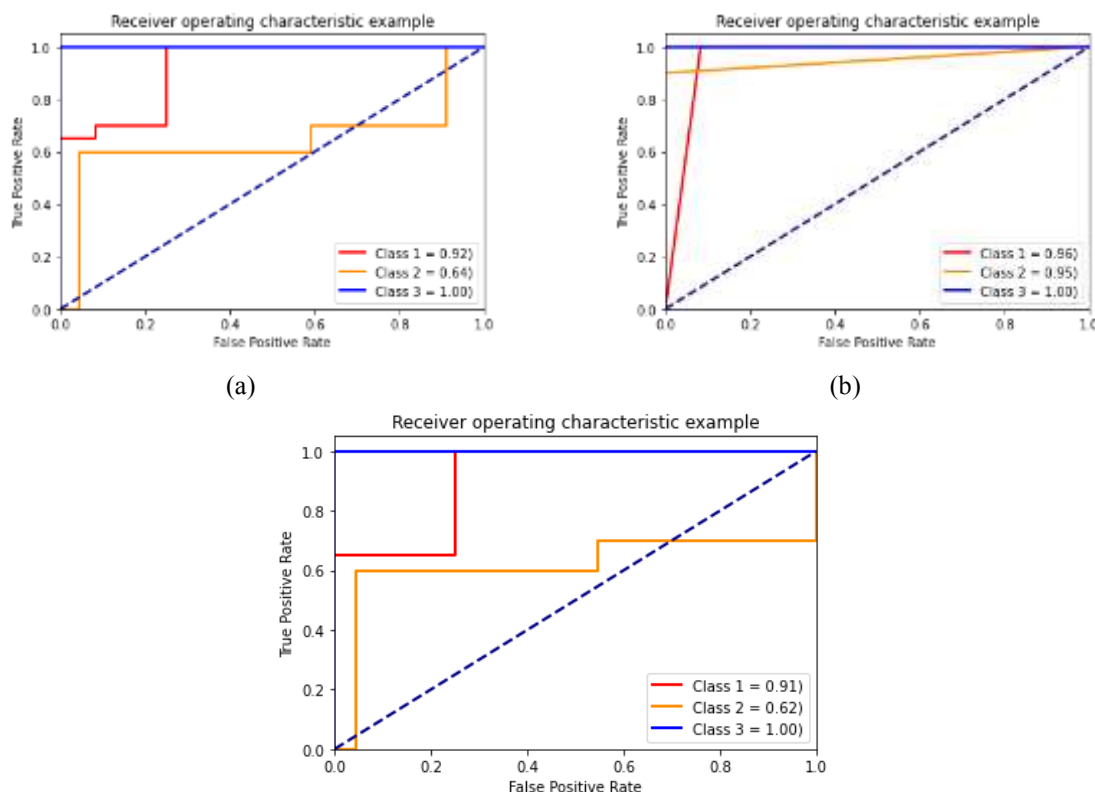 Receiver operating characteristic example
1.0
0.8
0.6
0.4
0.2
0.0
True Positive Rate
Class 1 = 0.92)
Class 2 = 0.64)
Class 3 = 1.00)
0.0 0.2 0.4 0.6 0.8 1.0
False Positive Rate
(a)
Receiver operating characteristic example
1.0
0.8
0.6
0.4
0.2
0.0
True Positive Rate
Class 1 = 0.96)
Class 2 = 0.95)
Class 3 = 1.00)
0.0 0.2 0.4 0.6 0.8 1.0
False Positive Rate
(b)
Receiver operating characteristic example
1.0
0.8
0.6
0.4
0.2
0.0
True Positive Rate
Class 1 = 0.91)
Class 2 = 0.62)
Class 3 = 1.00)
0.0 0.2 0.4 0.6 0.8 1.0
False Positive Rate